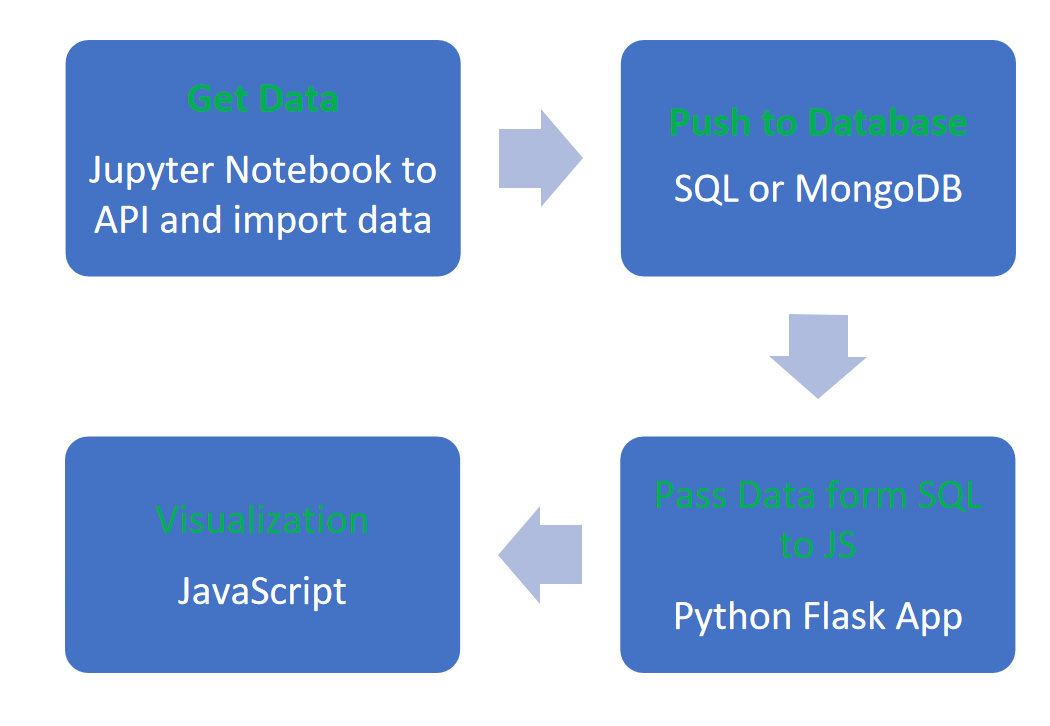 Get Data
Jupyter Notebook to
API and import data
Push to Database
SQL or MongoDB
Pass Data form SQL
to JS
Python Flask App
Visualization
JavaScript